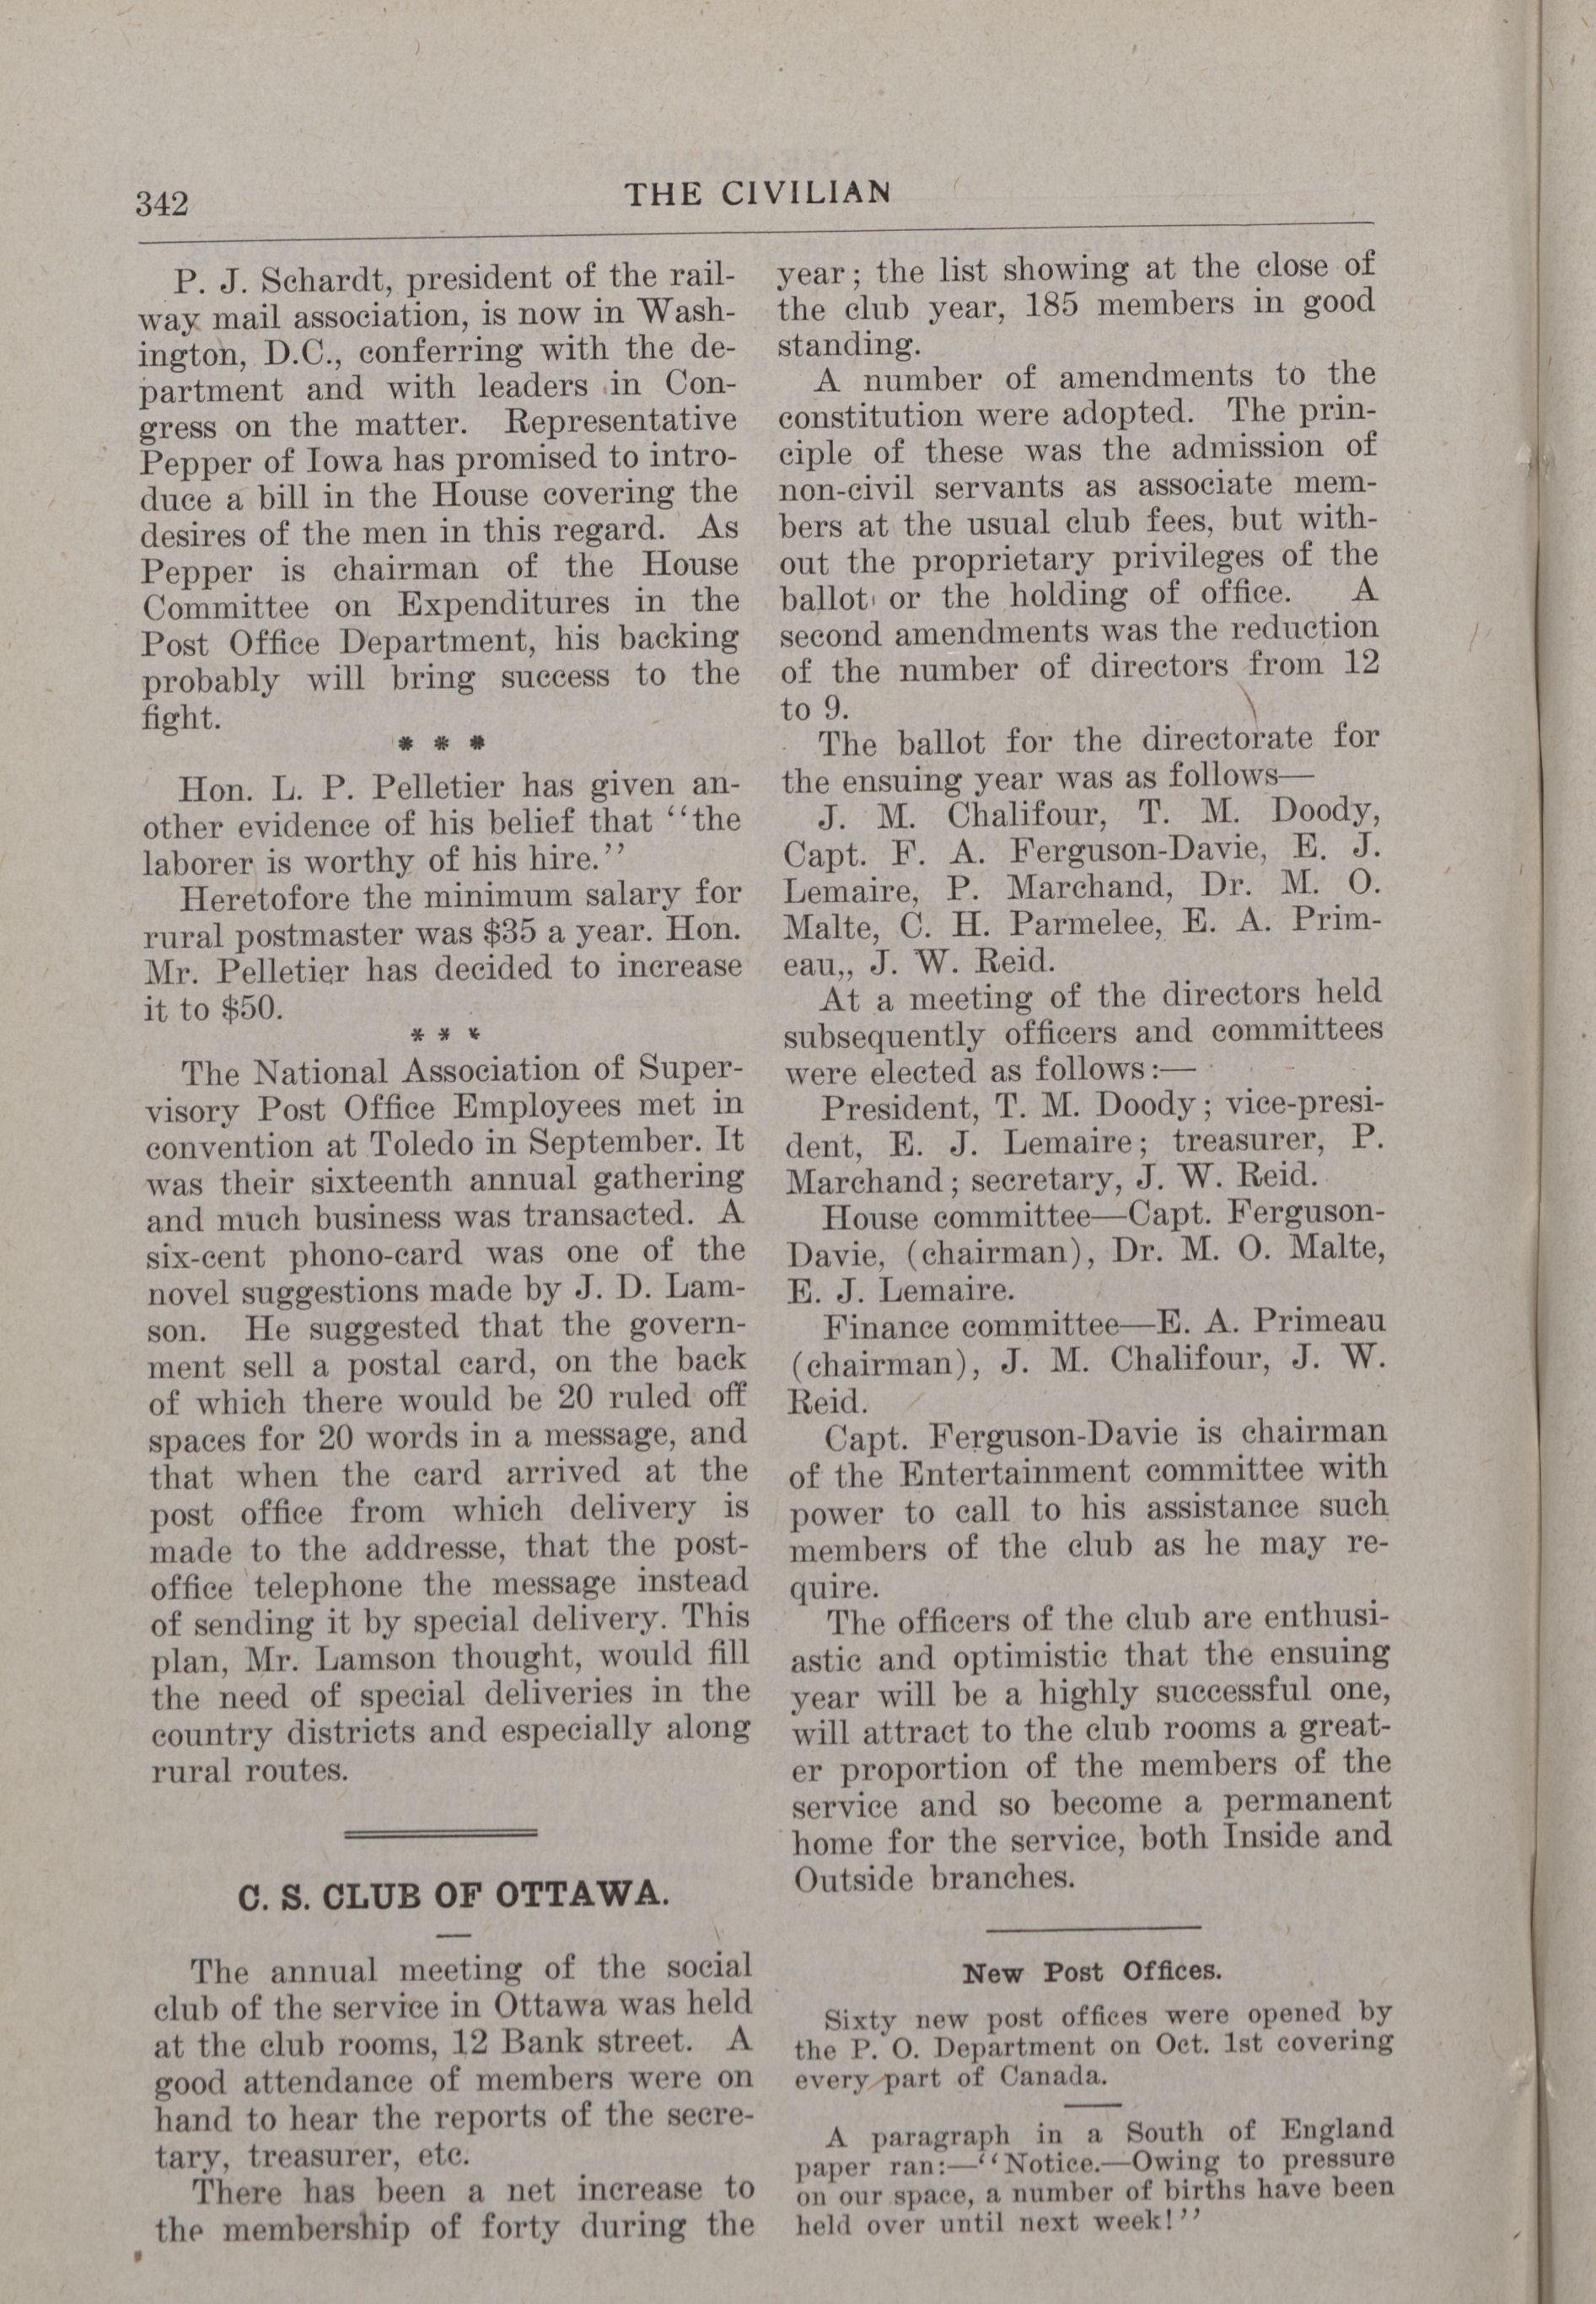 342
THE CIVILIAN
P. J. Schardt, president of the rail-
way mail association, is now in Wash-
ington, D.C., conferring with the de-
partment and with leaders in Con-
gress on the matter. Representative
Pepper of Iowa has promised to intro-
duce a bill in the House covering the
desires of the men in this regard. As
Pepper is chairman of the House
Committee on Expenditures in the
Post Office Department, his backing
probably will bring success to the
fight.
* * *
Hon. L. P. Pelletier has given an-
other evidence of his belief that "the
laborer is worthy of his hire."
Heretofore the minimum salary for
rural postmaster was $35 a year. Hon.
Mr. Pelletier has decided to increase
it to $50.
* * *
The National Association of Super-
visory Post Office Employees met in
convention at Toledo in September. It
was their sixteenth annual gathering
and much business was transacted. A
six-cent phono-card was one of the
novel suggestions made by J. D. Lam-
son. He suggested that the govern-
ment sell a postal card, on the back
of which there would be 20 ruled off
spaces for 20 words in a message, and
that when the card arrived at the
post office from which delivery is
made to the addresse, that the post-
office telephone the message instead
of sending it by special delivery. This
plan, Mr. Lamson thought, would fill
the need of special deliveries in the
country districts and especially along
rural routes.
C. S. CLUB OF OTTAWA.
The annual meeting of the social
club of the service in Ottawa was held
at the club rooms, 12 Bank street. A
good attendance of members were on
hand to hear the reports of the secre-
tary, treasurer, etc.
There has been a net increase to
the membership of forty during the
year; the list showing at the close of
the club year, 185 members in good
standing.
A number of amendments to the
constitution were adopted. The prin-
ciple of these was the admission of
non-civil servants as associate mem-
bers at the usual club fees, but with-
out the proprietary privileges of the
ballot or the holding of office. A
second amendments was the reduction
of the number of directors from 12
to 9.
The ballot for the directorate for
the ensuing year was as follows—
J. M. Chalifour, T. M. Doody,
Capt. F. A. Ferguson-Davie, E. J.
Lemaire, P. Marchand, Dr. M. O.
Malte, C. H. Parmelee, E. A. Prim-
eau,, J. W. Reid.
At a meeting of the directors held
subsequently officers and committees
were elected as follows:—
President, T. M. Doody; vice-presi-
dent, E. J. Lemaire; treasurer, P.
Marchand; secretary, J. W. Reid.
House committee—Capt. Ferguson-
Davie, (chairman), Dr. M. O. Malte,
E. J. Lemaire.
Finance committee—E. A. Primeau
(chairman), J. M. Chalifour, J. W.
Reid.
Capt. Ferguson-Davie is chairman
of the Entertainment committee with
power to call to his assistance such
members of the club as he may re-
quire.
The officers of the club are enthusi-
astic and optimistic that the ensuing
year will be a highly successful one,
will attract to the club rooms a great-
er proportion of the members of the
service and so become a permanent
home for the service, both Inside and
Outside branches.
New Post Offices.
Sixty new post offices were opened by
the P. O. Department on Oct. 1st covering
every part of Canada.
A paragraph in a South of England
paper ran:—"Notice.—Owing to pressure
on our space, a number of births have been
held over until next week!"